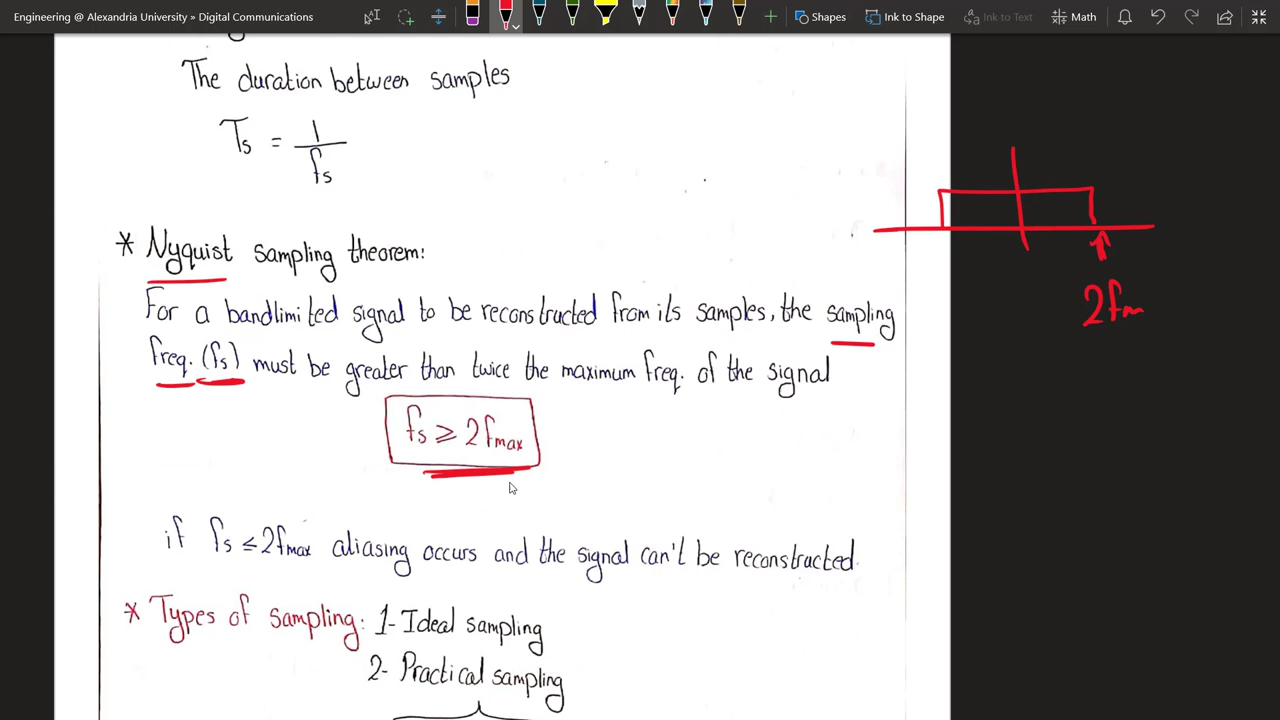 Engineering @ Alexandria University » Digital Communications
Shapes
Ink to Shape
Ink to Text
Math
The duration between samples
Ts = 1/fs
* Nyquist sampling theorem:
For a bandlimited signal to be reconstructed from its samples, the sampling
freq. (fs) must be greater than twice the maximum freq. of the signal
fs ⩾ 2fmax
2fm
if fs ≤ 2fmax aliasing occurs and the signal can't be reconstructed.
* Types of sampling: 1- Ideal sampling
2- Practical sampling